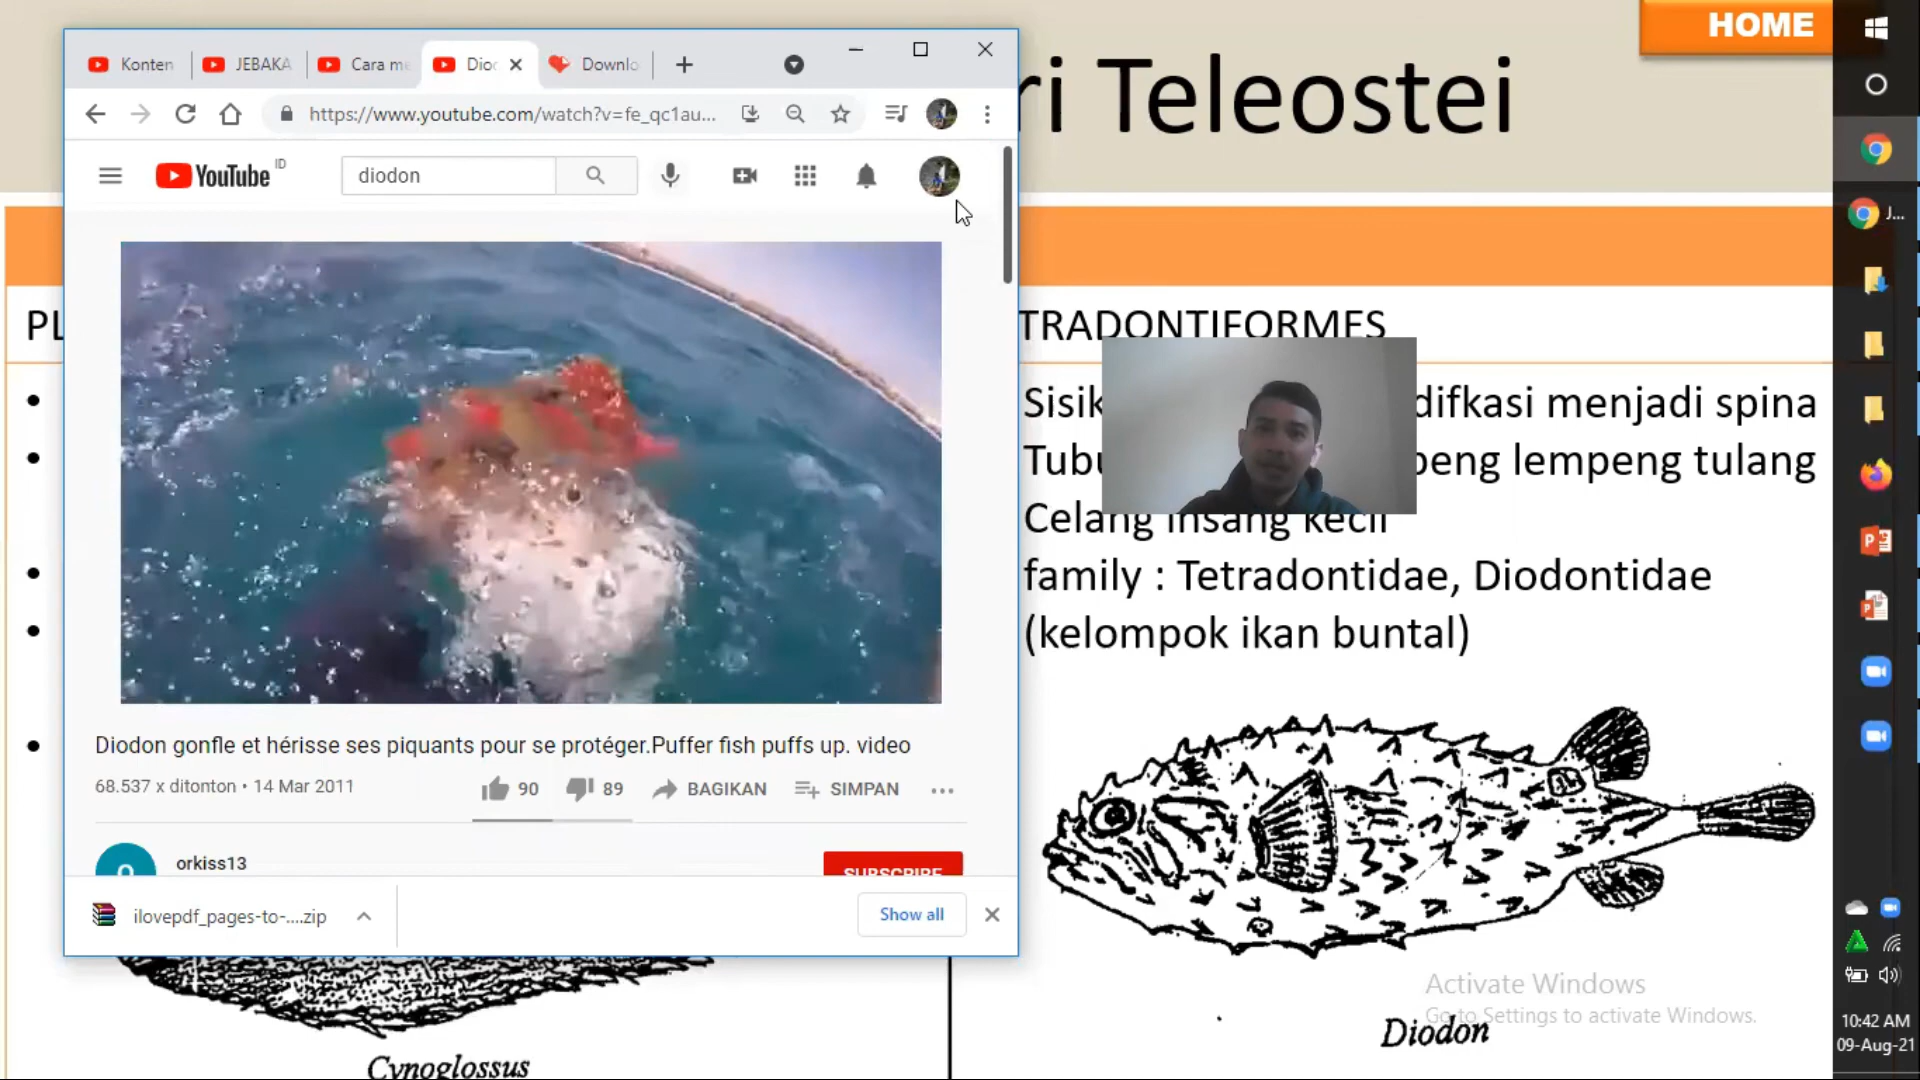 HOME
ri Teleostei
Konten
JEBAKA
Cara me
Dioc
Downlo
https://www.youtube.com/watch?v=fe_qc1au...
YouTube ID
diodon
PL
TRADONTIFORMES
Sisik difkasi menjadi spina
Tubu peng lempeng tulang
Celang insang kecil
family : Tetradontidae, Diodontidae
(kelompok ikan buntal)
Diodon gonfle et hérisse ses piquants pour se protéger.Puffer fish puffs up. video
68.537 x ditonton • 14 Mar 2011
90
89
BAGIKAN
SIMPAN
orkiss13
SUBSCRIBE
ilovepdf_pages-to-....zip
Show all
Cynoglossus
Diodon
Activate Windows
Go to Settings to activate Windows.
J...
10:42 AM
09-Aug-21